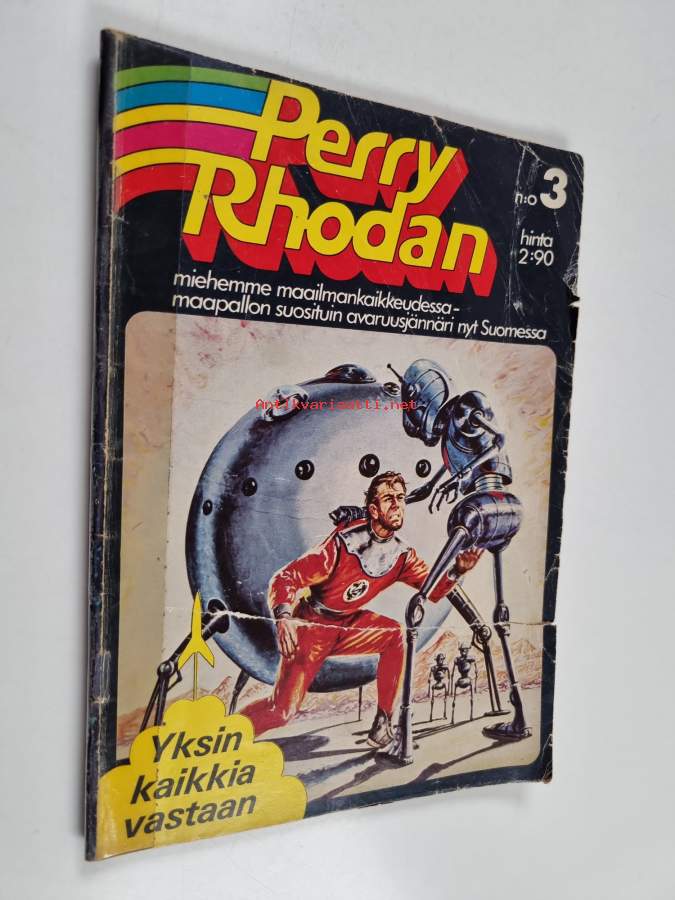 Perry
Rhodan
n:o 3
hinta
2:90
miehemme maailmankaikkeudessa-
maapallon suosituin avaruusjännäri nyt Suomessa
Antikvariaatti.net
Yksin
kaikkia
vastaan